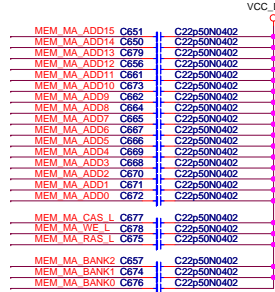 VCC_
MEM_MA_ADD15 C651 C22p50N0402
MEM_MA_ADD14 C650 C22p50N0402
MEM_MA_ADD13 C679 C22p50N0402
MEM_MA_ADD12 C656 C22p50N0402
MEM_MA_ADD11 C661 C22p50N0402
MEM_MA_ADD10 C673 C22p50N0402
MEM_MA_ADD9 C662 C22p50N0402
MEM_MA_ADD8 C664 C22p50N0402
MEM_MA_ADD7 C665 C22p50N0402
MEM_MA_ADD6 C667 C22p50N0402
MEM_MA_ADD5 C666 C22p50N0402
MEM_MA_ADD4 C669 C22p50N0402
MEM_MA_ADD3 C668 C22p50N0402
MEM_MA_ADD2 C670 C22p50N0402
MEM_MA_ADD1 C671 C22p50N0402
MEM_MA_ADD0 C672 C22p50N0402
MEM_MA_CAS_L C677 C22p50N0402
MEM_MA_WE_L C678 C22p50N0402
MEM_MA_RAS_L C675 C22p50N0402
MEM_MA_BANK2 C657 C22p50N0402
MEM_MA_BANK1 C674 C22p50N0402
MEM_MA_BANK0 C676 C22p50N0402